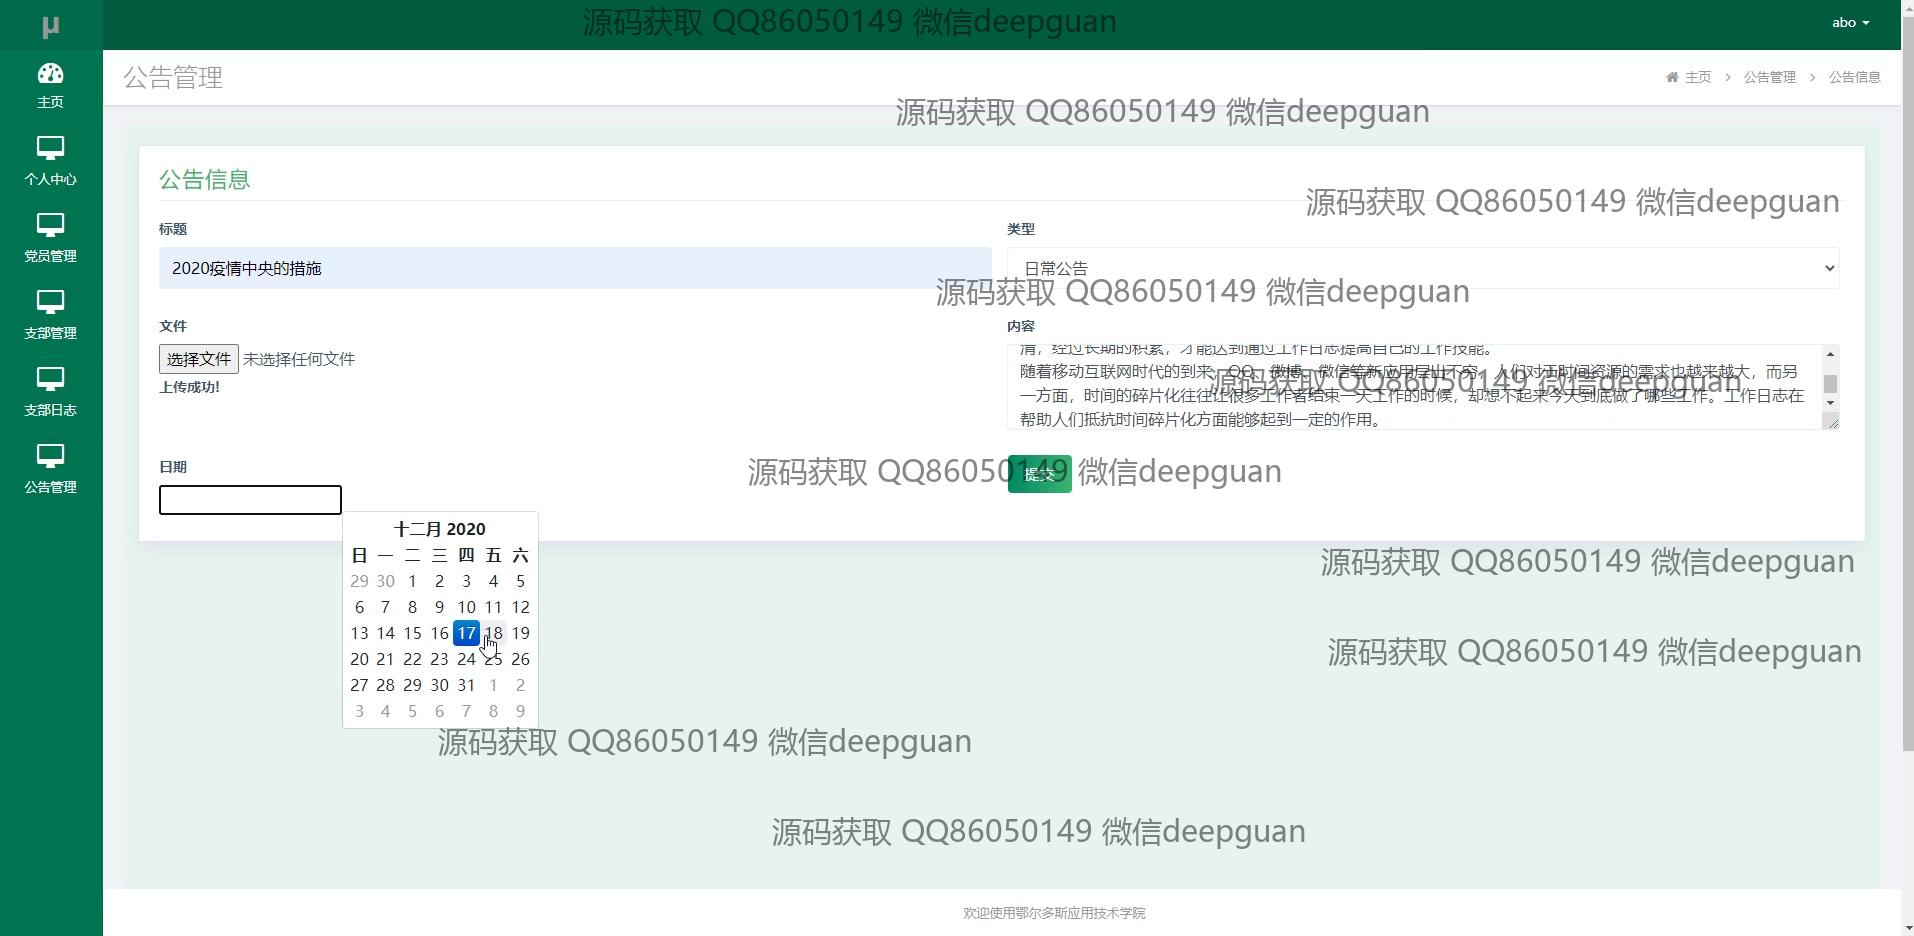 μ
源码获取 QQ86050149 微信deepguan
abo
主页
公告管理
主页 > 公告管理 > 公告信息
源码获取 QQ86050149 微信deepguan
个人中心
公告信息
源码获取 QQ86050149 微信deepguan
标题
类型
党员管理
2020疫情中央的措施
日常公告
源码获取 QQ86050149 微信deepguan
支部管理
文件
内容
选择文件 未选择任何文件
上传成功!
清，经过长期的积累，才能达到通过工作日志提高自己的工作技能。
随着移动互联网时代的到来，QQ、微博、微信等新应用层出不穷，人们对于时间资源的需求也越来越大，而另
一方面，时间的碎片化往往让很多工作者结束一天工作的时候，却想不起来今天到底做了哪些工作。工作日志在
帮助人们抵抗时间碎片化方面能够起到一定的作用。
源码获取 QQ86050149 微信deepguan
支部日志
日期
提交
源码获取 QQ86050149 微信deepguan
公告管理
十二月 2020
日 一 二 三 四 五 六
29 30 1 2 3 4 5
6 7 8 9 10 11 12
13 14 15 16 17 18 19
20 21 22 23 24 25 26
27 28 29 30 31 1 2
3 4 5 6 7 8 9
源码获取 QQ86050149 微信deepguan
源码获取 QQ86050149 微信deepguan
源码获取 QQ86050149 微信deepguan
源码获取 QQ86050149 微信deepguan
欢迎使用鄂尔多斯应用技术学院